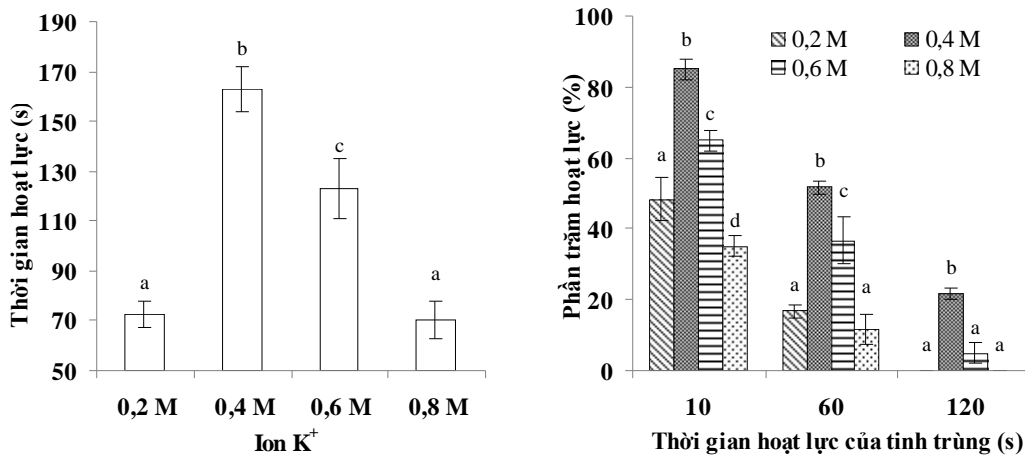 190
170
150
130
110
90
70
50
Thời gian hoạt lực (s)
a
b
c
a
0,2 M 0,4 M 0,6 M 0,8 M
Ion K⁺
100
80
60
40
20
0
Phần trăm hoạt lực (%)
0,2 M 0,4 M
0,6 M 0,8 M
a
b
c
d
a
b
c
a
a
b
a
a
10 60 120
Thời gian hoạt lực của tinh trùng (s)